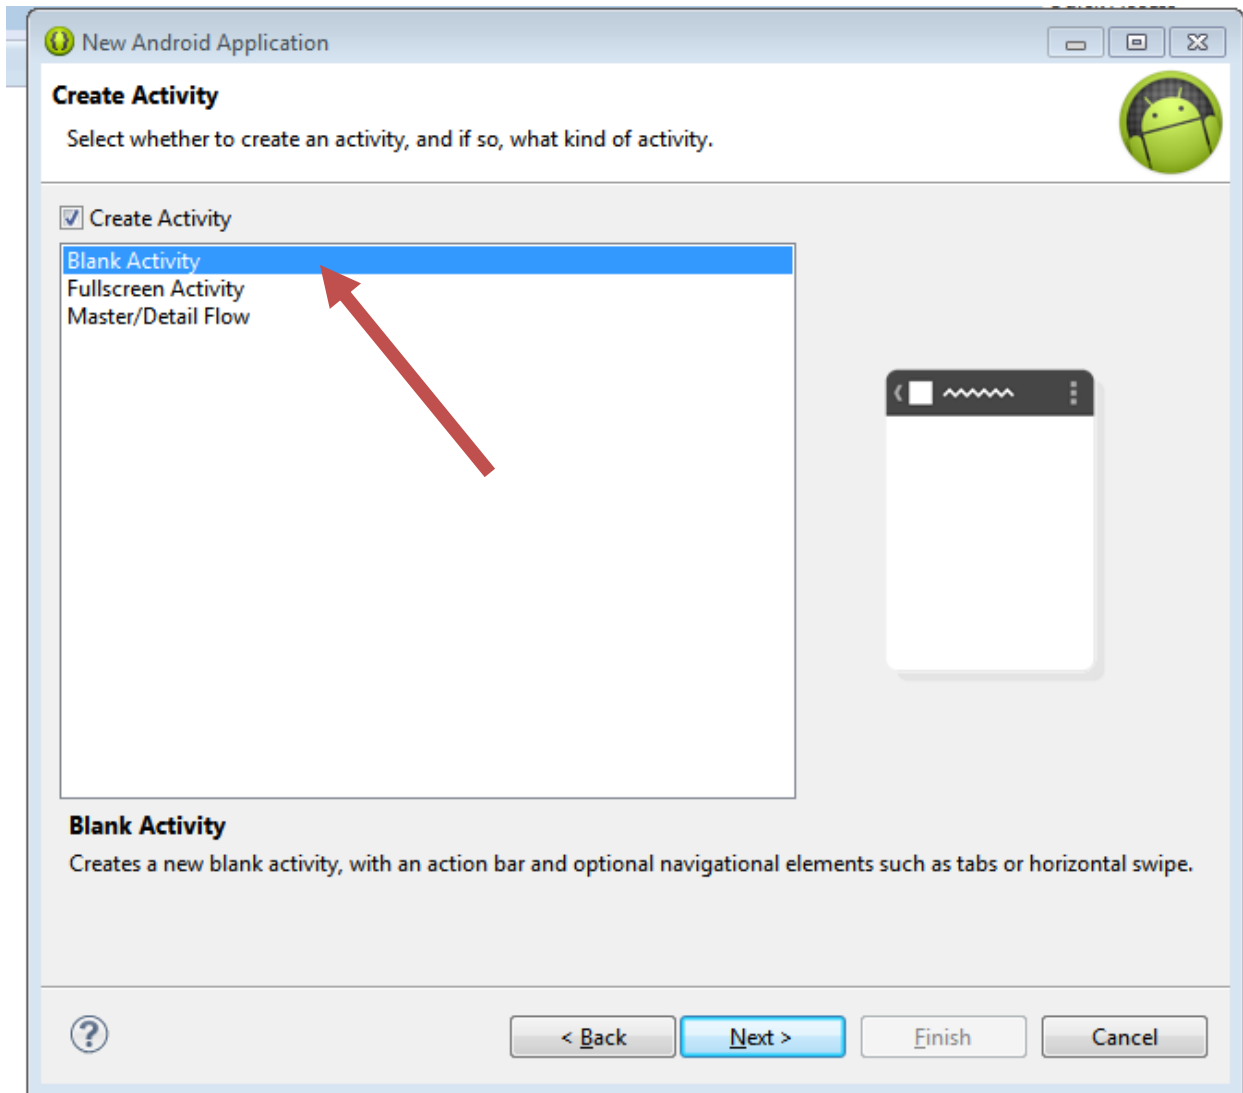 New Android Application
Create Activity
Select whether to create an activity, and if so, what kind of activity.
Create Activity
Blank Activity
Fullscreen Activity
Master/Detail Flow
Blank Activity
Creates a new blank activity, with an action bar and optional navigational elements such as tabs or horizontal swipe.
< Back
Next >
Finish
Cancel